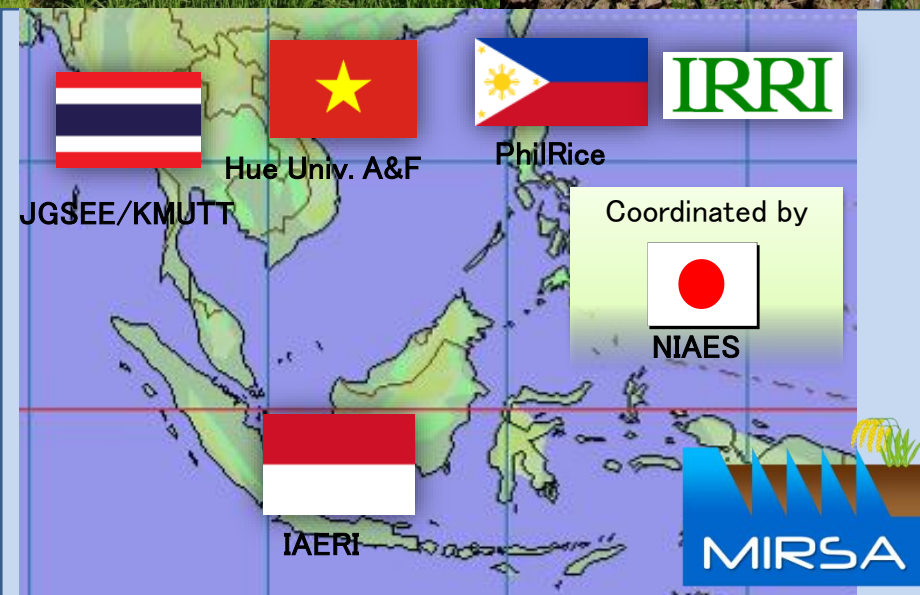 IRRI
Hue Univ. A&F
PhilRice
JGSEE/KMUTT
Coordinated by
NIAES
IAERI
MIRSA